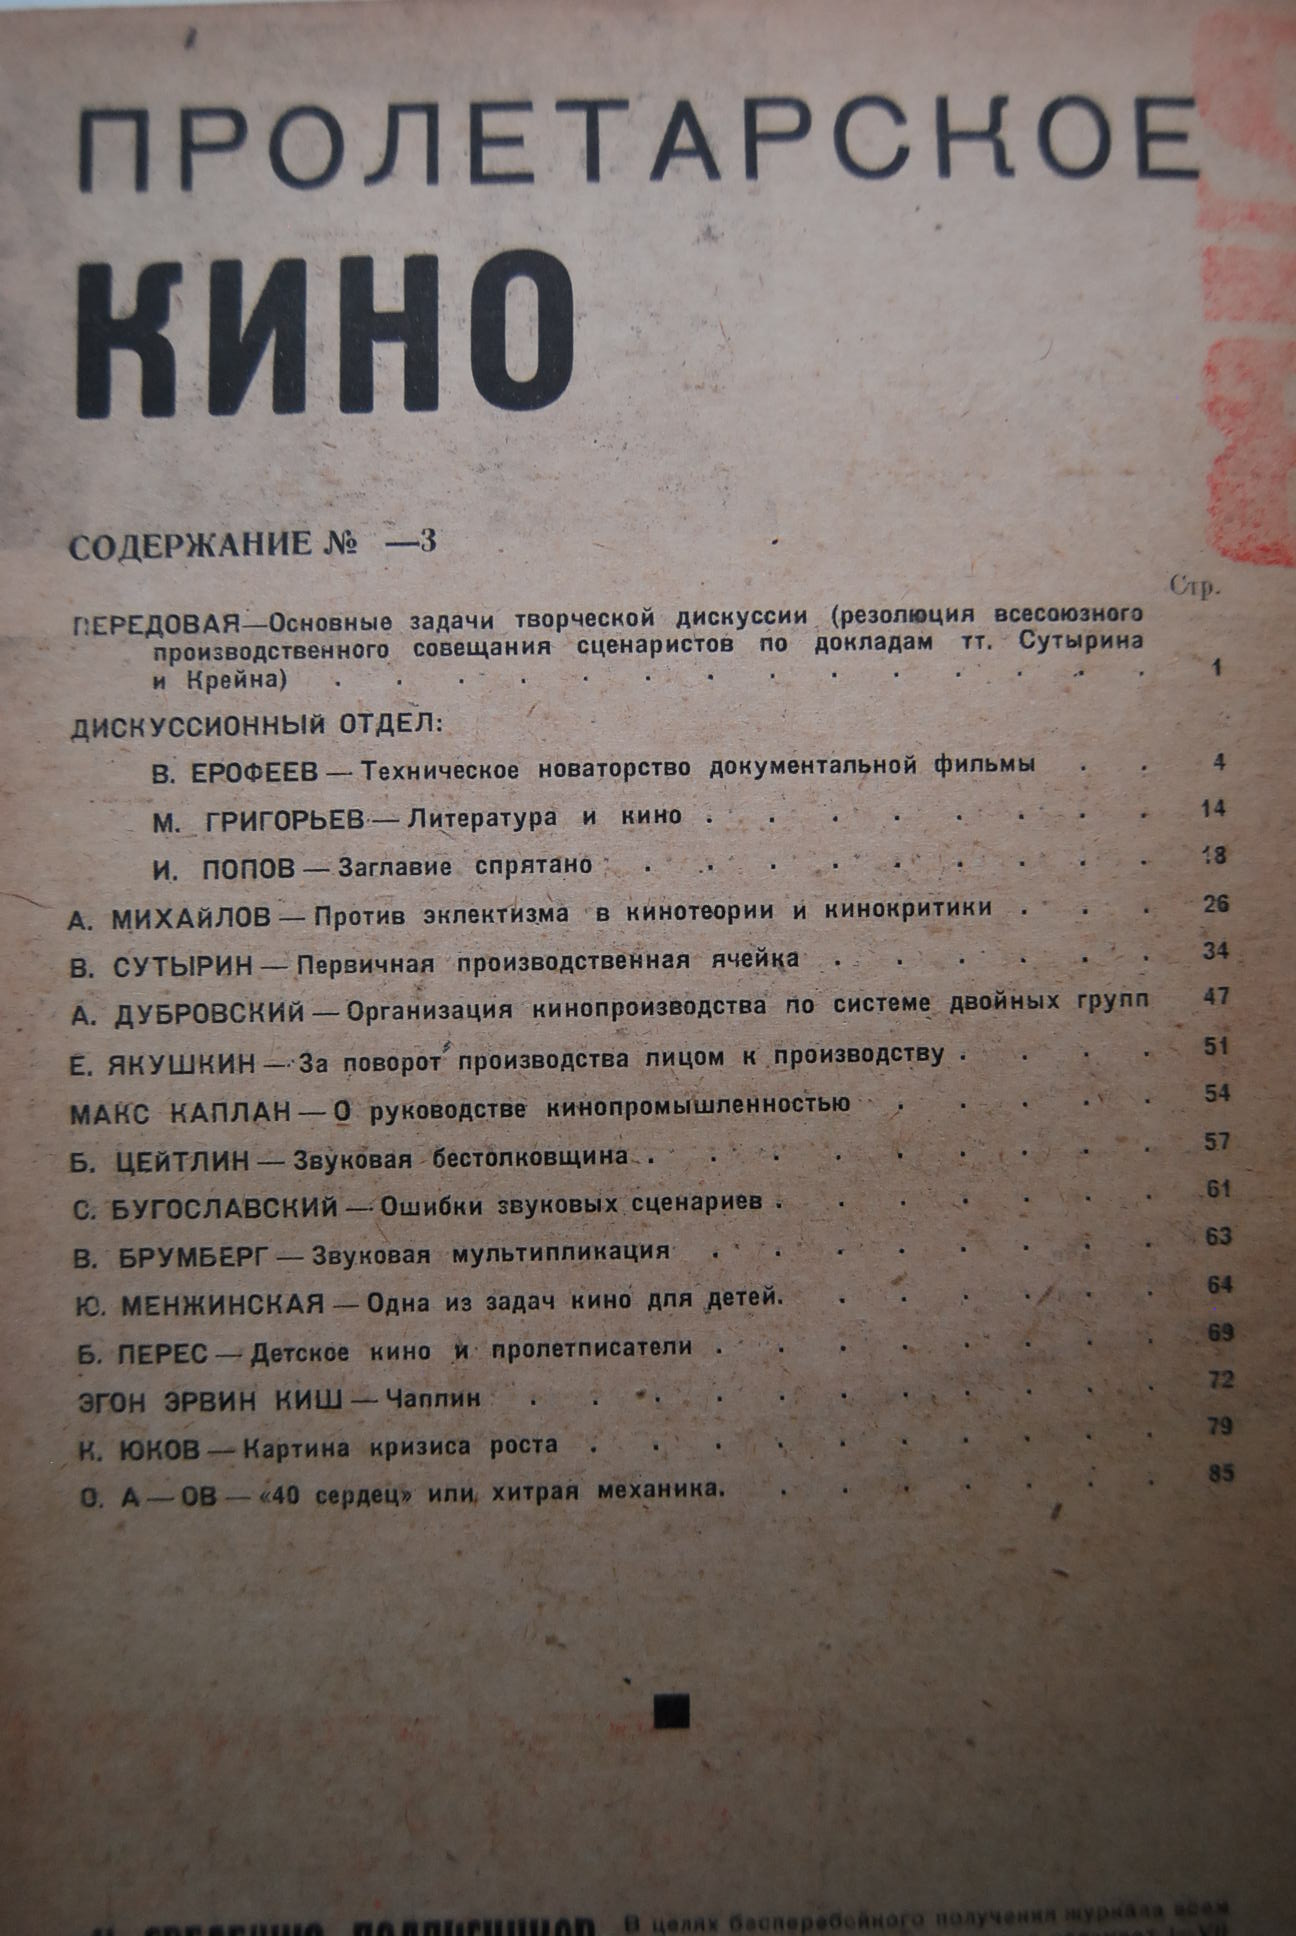 ПРОЛЕТАРСКОЕ
КИНО
СОДЕРЖАНИЕ № —3
Стр.
ПЕРЕДОВАЯ—Основные задачи творческой дискуссии (резолюция всесоюзного
производственного совещания сценаристов по докладам тт. Сутырина
и Крейна) . . . . . . . . . . . . . . 1
ДИСКУССИОННЫЙ ОТДЕЛ:
В. ЕРОФЕЕВ — Техническое новаторство документальной фильмы . . 4
М. ГРИГОРЬЕВ — Литература и кино . . . . . . . . 14
И. ПОПОВ — Заглавие спрятано . . . . . . . . . 18
А. МИХАЙЛОВ — Против эклектизма в кинотеории и кинокритики . . . 26
В. СУТЫРИН — Первичная производственная ячейка . . . . . . 34
А. ДУБРОВСКИЙ — Организация кинопроизводства по системе двойных групп 47
Е. ЯКУШКИН — За поворот производства лицом к производству . . . . 51
МАКС КАПЛАН — О руководстве кинопромышленностью . . . . . 54
Б. ЦЕЙТЛИН — Звуковая бестолковщина . . . . . . . . . 57
С. БУГОСЛАВСКИЙ — Ошибки звуковых сценариев . . . . . . . 61
В. БРУМБЕРГ — Звуковая мультипликация . . . . . . . . 63
Ю. МЕНЖИНСКАЯ — Одна из задач кино для детей. . . . . . . 64
Б. ПЕРЕС — Детское кино и пролетписатели . . . . . . . . 69
ЭГОН ЭРВИН КИШ — Чаплин . . . . . . . . . . . 72
К. ЮКОВ — Картина кризиса роста . . . . . . . . . . 79
О. А — ОВ — «40 сердец» или хитрая механика. . . . . . . . 85
В целях бесперебойного получения журнала всем